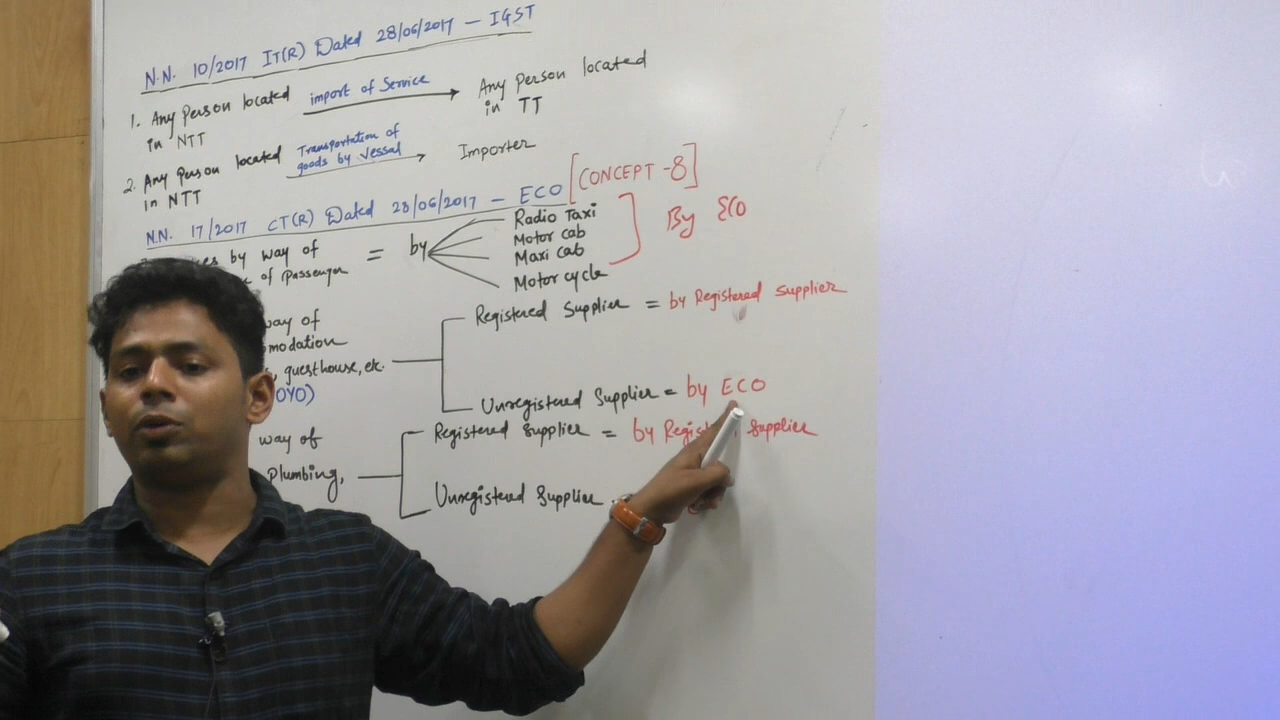 N.N. 10/2017 IT(R) Dated 28/06/2017 - IGST
1. Any Person located in NTT import of Service → Any Person located in TT
2. Any Person located in NTT Transportation of goods by Vessal → Importer
N.N. 17/2017 CT(R) Dated 28/06/2017 - ECO [CONCEPT-8]
by way of
of Passenger = by
Radio Taxi
Motor cab
Maxi cab
Motor cycle
By ECO
way of
modation
, guesthouse, etc.
OYO)
Registered Supplier = by Registered Supplier
Unregistered Supplier = by ECO
way of
Plumbing,
Registered Supplier = by Supplier
Unregistered Supplier